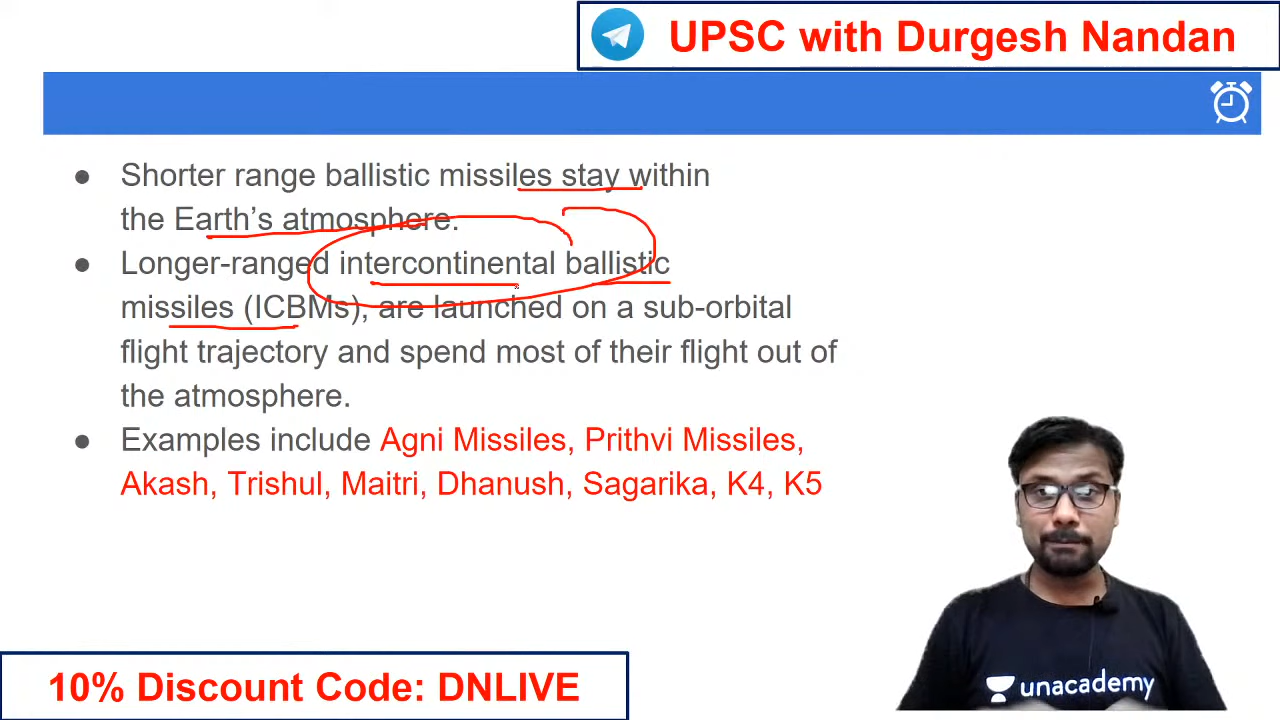 UPSC with Durgesh Nandan
● Shorter range ballistic missiles stay within
the Earth’s atmosphere.
● Longer-ranged intercontinental ballistic
missiles (ICBMs), are launched on a sub-orbital
flight trajectory and spend most of their flight out of
the atmosphere.
● Examples include Agni Missiles, Prithvi Missiles,
Akash, Trishul, Maitri, Dhanush, Sagarika, K4, K5
unacademy
10% Discount Code: DNLIVE